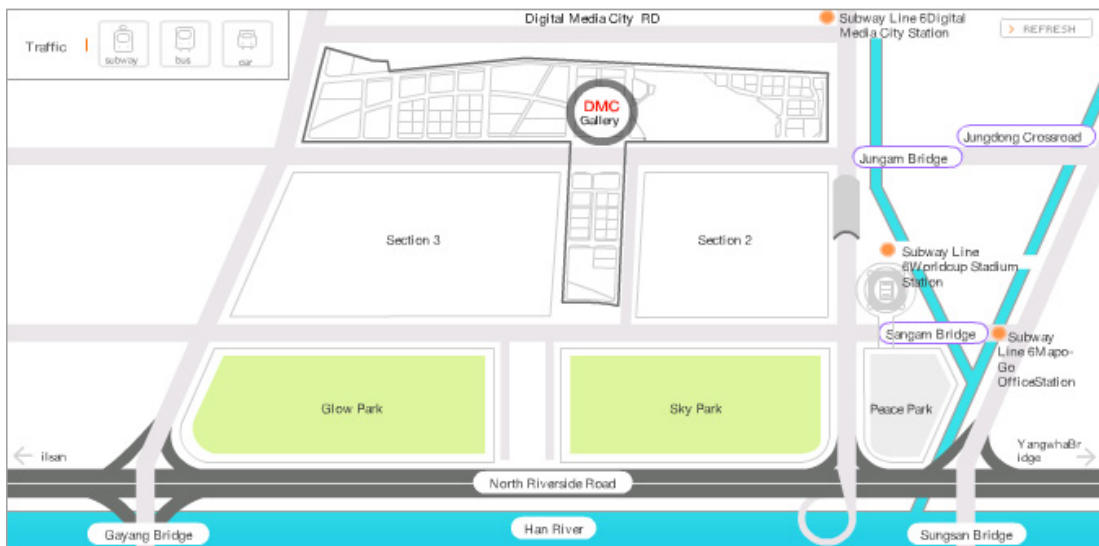 Traffic
subway
bus
car
Digital Media City RD
Subway Line 6Digital
Media City Station
REFRESH
DMC
Gallery
Jungdong Crossroad
Jungam Bridge
Section 3
Section 2
Subway Line
6Worldcup Stadium
Station
Sangam Bridge
Subway
Line 6Mapo-
Go
OfficeStation
Glow Park
Sky Park
Peace Park
ilsan
YangwhaBr
idge
North Riverside Road
Gayang Bridge
Han River
Sungsan Bridge